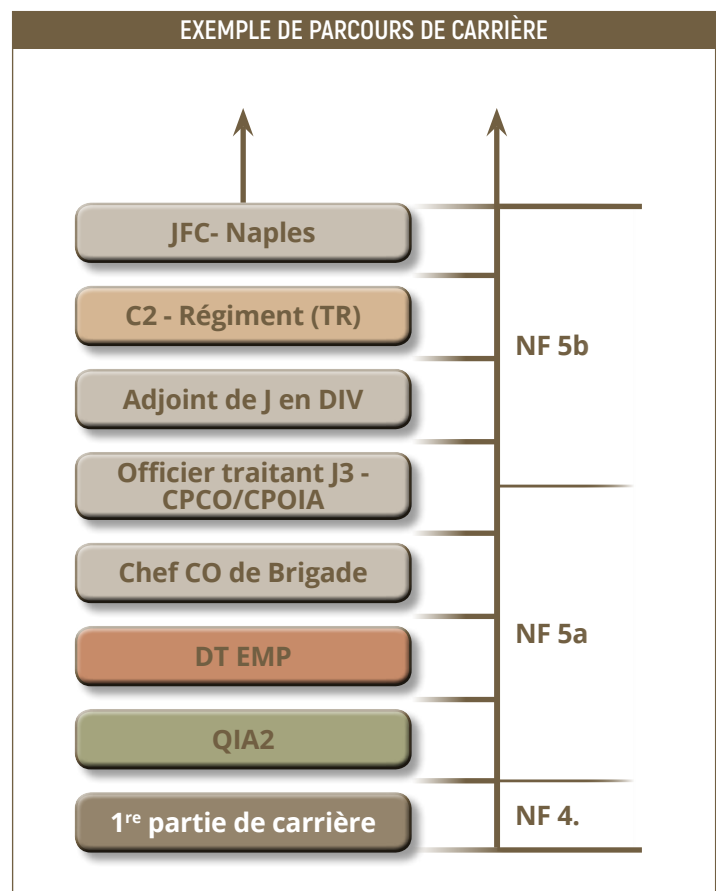 EXEMPLE DE PARCOURS DE CARRIÈRE
JFC- Naples
C2 - Régiment (TR)
NF 5b
Adjoint de J en DIV
Officier traitant J3 -
CPCO/CPOIA
Chef CO de Brigade
NF 5a
DT EMP
QIA2
1re partie de carrière
NF 4.